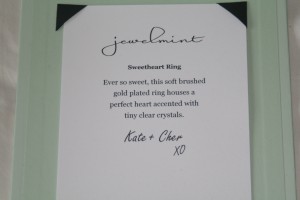 jewelmint
Sweetheart Ring
Ever so sweet, this soft brushed
gold plated ring houses a
perfect heart accented with
tiny clear crystals.
Kate + Cher
XO